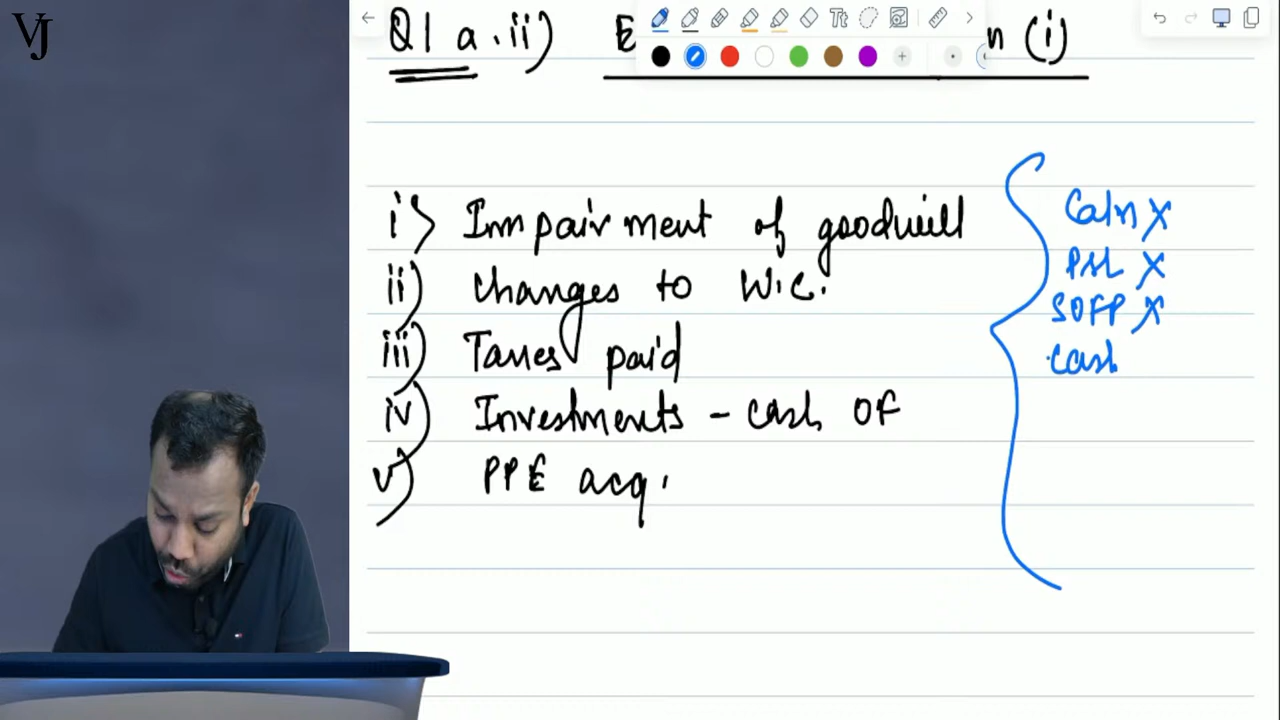 VJ
Q1 a.ii) E n (i)
i> Impairment of goodwill
ii) Changes to W.C.
iii) Taxes paid
iv) Investments - cash OF
v) PPE acq.
Caln X
P&L X
SOFP X
Cash
Tt